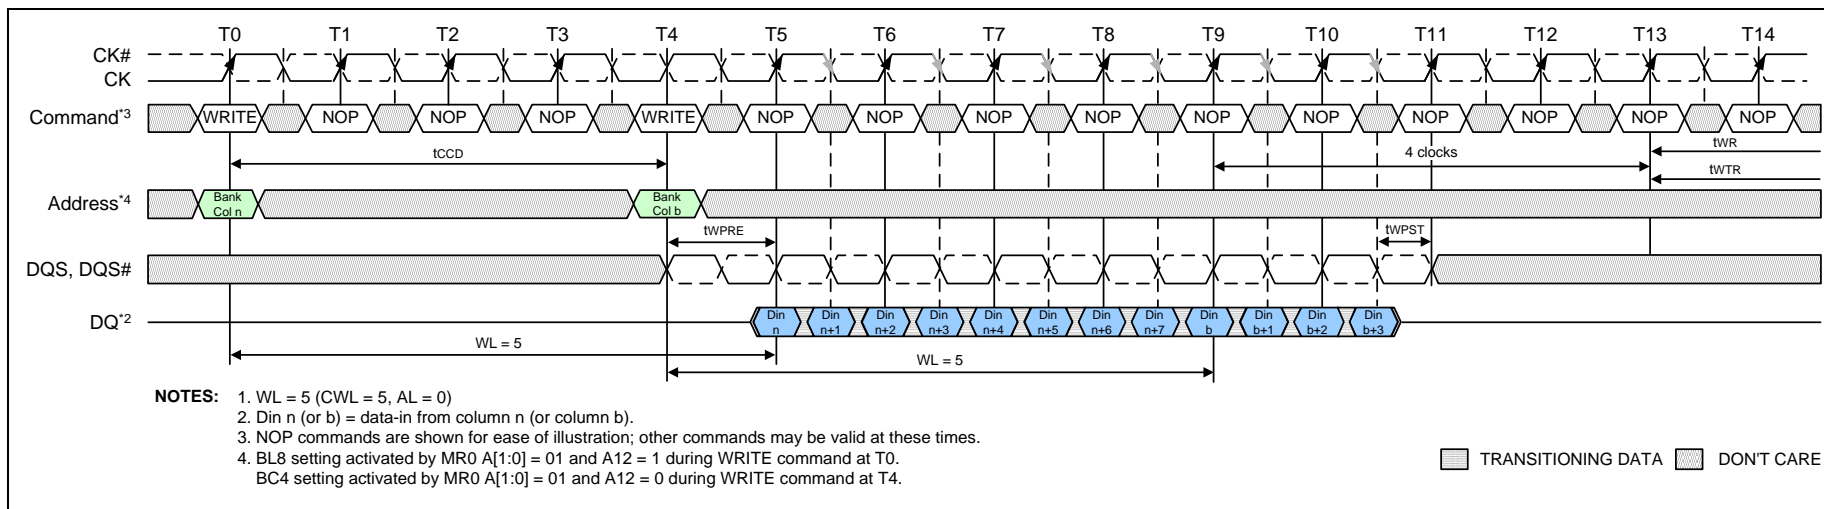 T0 T1 T2 T3 T4 T5 T6 T7 T8 T9 T10 T11 T12 T13 T14
CK#
CK
Command*3 WRITE NOP NOP NOP WRITE NOP NOP NOP NOP NOP NOP NOP NOP NOP NOP
tCCD 4 clocks tWR
tWTR
Address*4 Bank Col n Bank Col b
tWPRE tWPST
DQS, DQS#
DQ*2 Din n Din n+1 Din n+2 Din n+3 Din n+4 Din n+5 Din n+6 Din n+7 Din b Din b+1 Din b+2 Din b+3
WL = 5 WL = 5
NOTES: 1. WL = 5 (CWL = 5, AL = 0)
2. Din n (or b) = data-in from column n (or column b).
3. NOP commands are shown for ease of illustration; other commands may be valid at these times.
4. BL8 setting activated by MR0 A[1:0] = 01 and A12 = 1 during WRITE command at T0.
BC4 setting activated by MR0 A[1:0] = 01 and A12 = 0 during WRITE command at T4.
TRANSITIONING DATA DON'T CARE